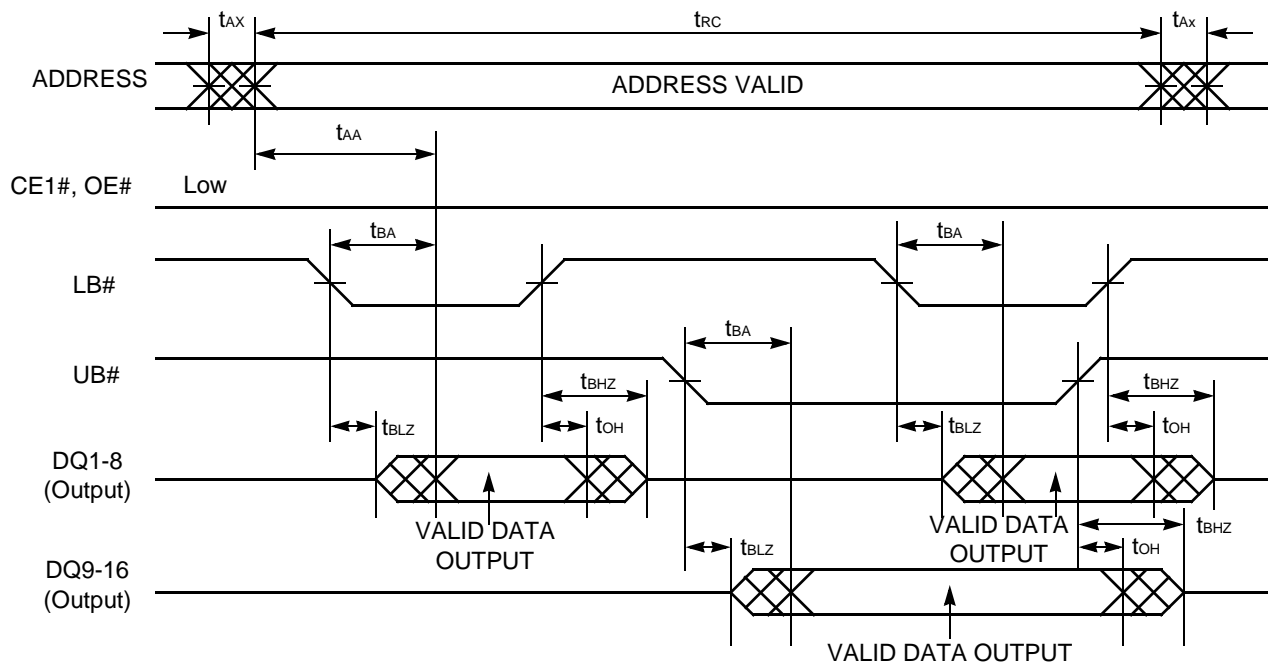 tAX
tRC
tAx
ADDRESS
ADDRESS VALID
tAA
CE1#, OE#
Low
tBA
tBA
LB#
tBA
UB#
tBHZ
tBHZ
tBLZ
tOH
tBLZ
tOH
DQ1-8
(Output)
VALID DATA
OUTPUT
VALID DATA
OUTPUT
tBHZ
tBLZ
tOH
DQ9-16
(Output)
VALID DATA OUTPUT